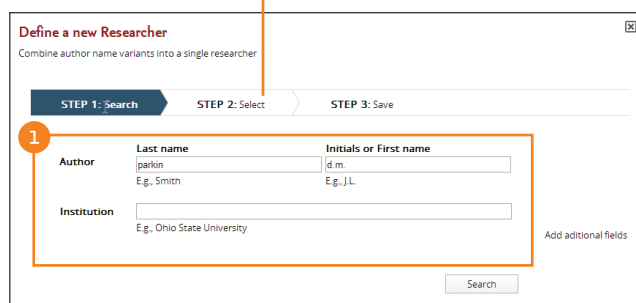 Define a new Researcher
Combine author name variants into a single researcher
STEP 1: Search STEP 2: Select STEP 3: Save
1
Last name Initials or First name
Author parkin d.m.
E.g., Smith E.g., J.L.
Institution
E.g., Ohio State University
Add aditional fields
Search